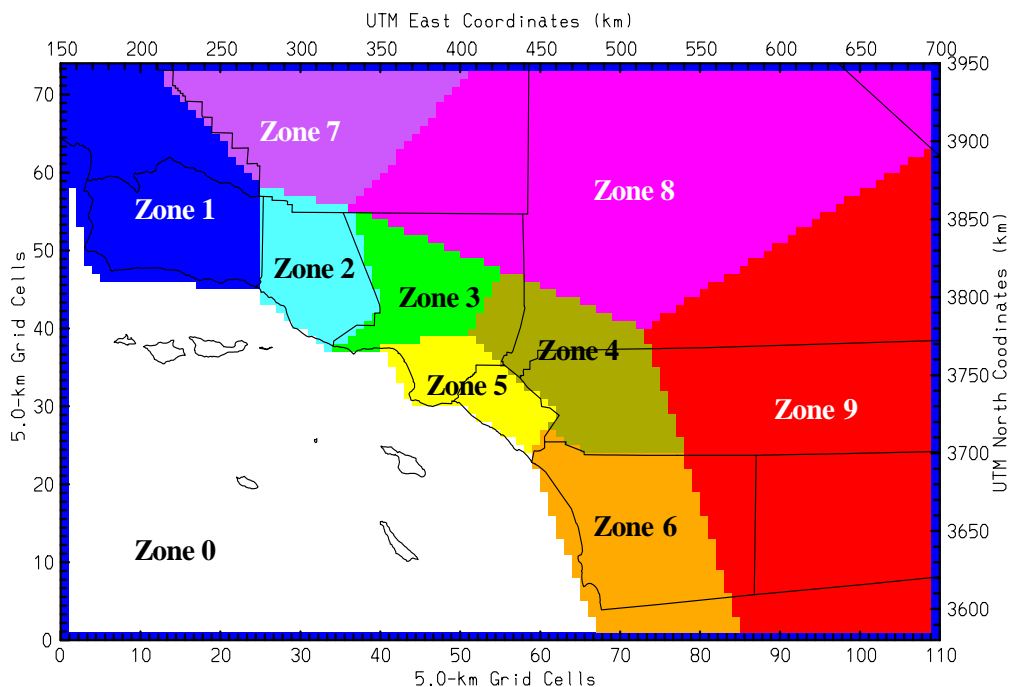 UTM East Coordinates (km)
150 200 250 300 350 400 450 500 550 600 650 700
70 60 50 40 30 20 10 0
5.0-km Grid Cells
Zone 7
Zone 8
Zone 1
Zone 2
Zone 3
Zone 4
Zone 5
Zone 9
Zone 6
Zone 0
3950 3900 3850 3800 3750 3700 3650 3600
UTM North Coodinates (km)
0 10 20 30 40 50 60 70 80 90 100 110
5.0-km Grid Cells